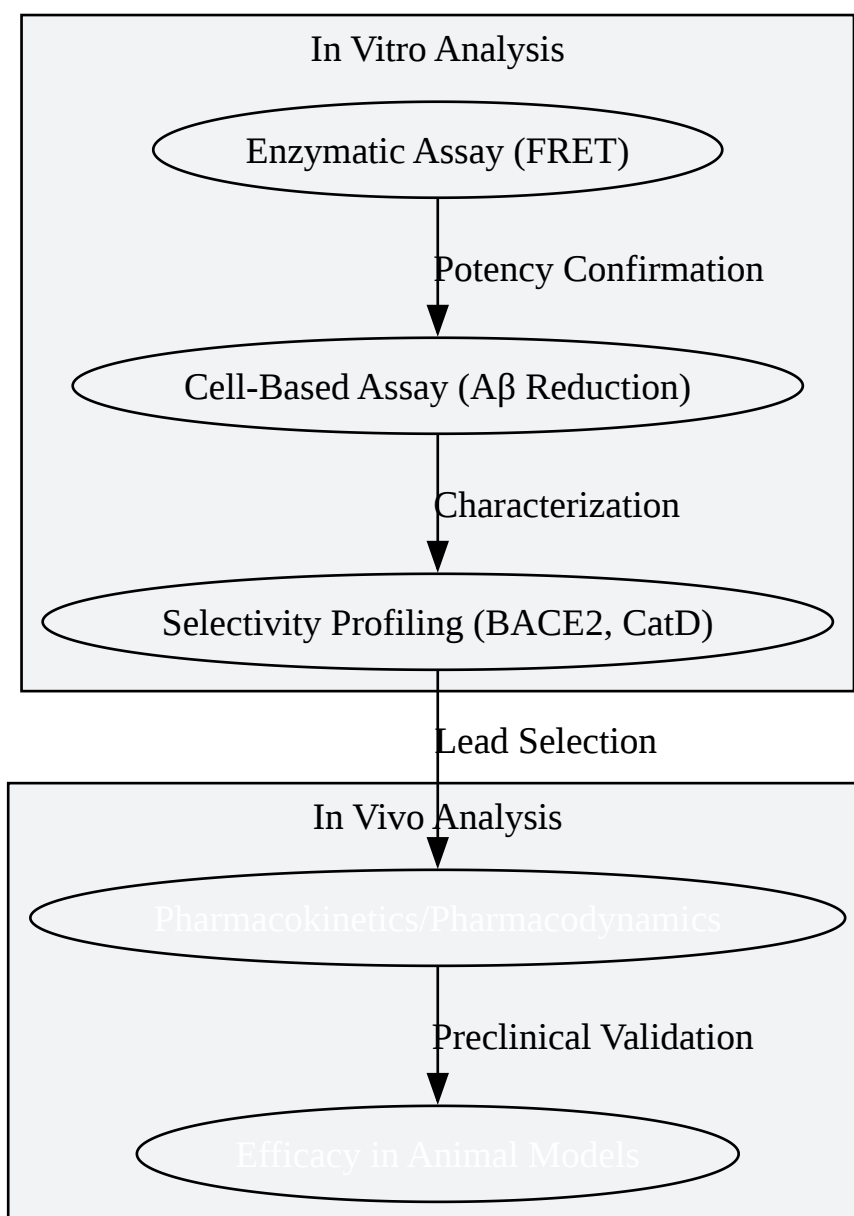 In Vitro Analysis
Enzymatic Assay (FRET)
Potency Confirmation
Cell-Based Assay (Aβ Reduction)
Characterization
Selectivity Profiling (BACE2, CatD)
Lead Selection
In Vivo Analysis
Pharmacokinetics/Pharmacodynamics
Preclinical Validation
Efficacy in Animal Models